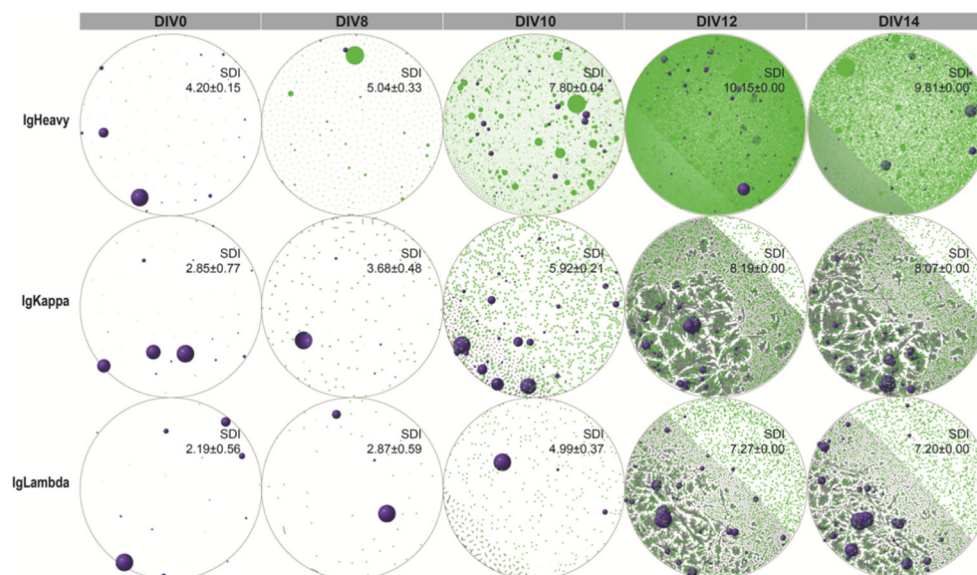 DIV0 DIV8 DIV10 DIV12 DIV14
IgHeavy
SDI SDI SDI SDI SDI
4.20±0.15 5.04±0.33 7.80±0.04 10.15±0.00 9.81±0.00
IgKappa
SDI SDI SDI SDI SDI
2.85±0.77 3.68±0.48 5.92±0.21 8.19±0.00 8.07±0.00
IgLambda
SDI SDI SDI SDI SDI
2.19±0.56 2.87±0.59 4.99±0.37 7.27±0.00 7.20±0.00